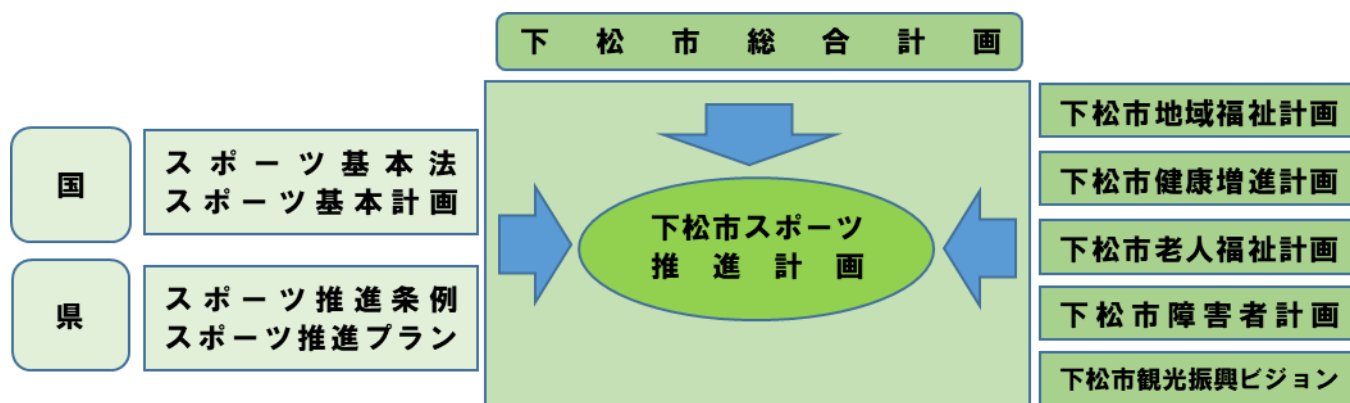 下松市総合計画
国
スポーツ基本法
スポーツ基本計画
県
スポーツ推進条例
スポーツ推進プラン
下松市スポーツ
推進計画
下松市地域福祉計画
下松市健康増進計画
下松市老人福祉計画
下松市障害者計画
下松市観光振興ビジョン